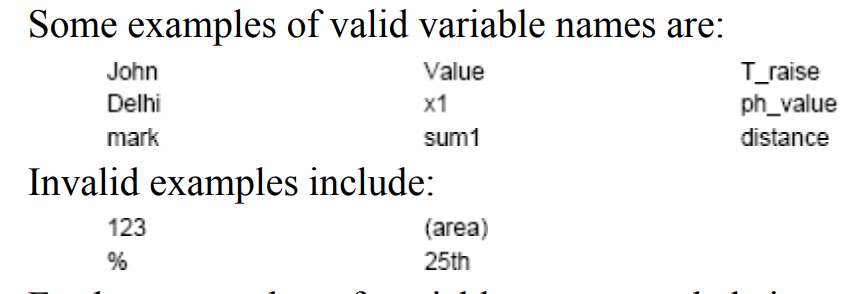 Some examples of valid variable names are:
John Value T_raise
Delhi x1 ph_value
mark sum1 distance
Invalid examples include:
123 (area)
% 25th